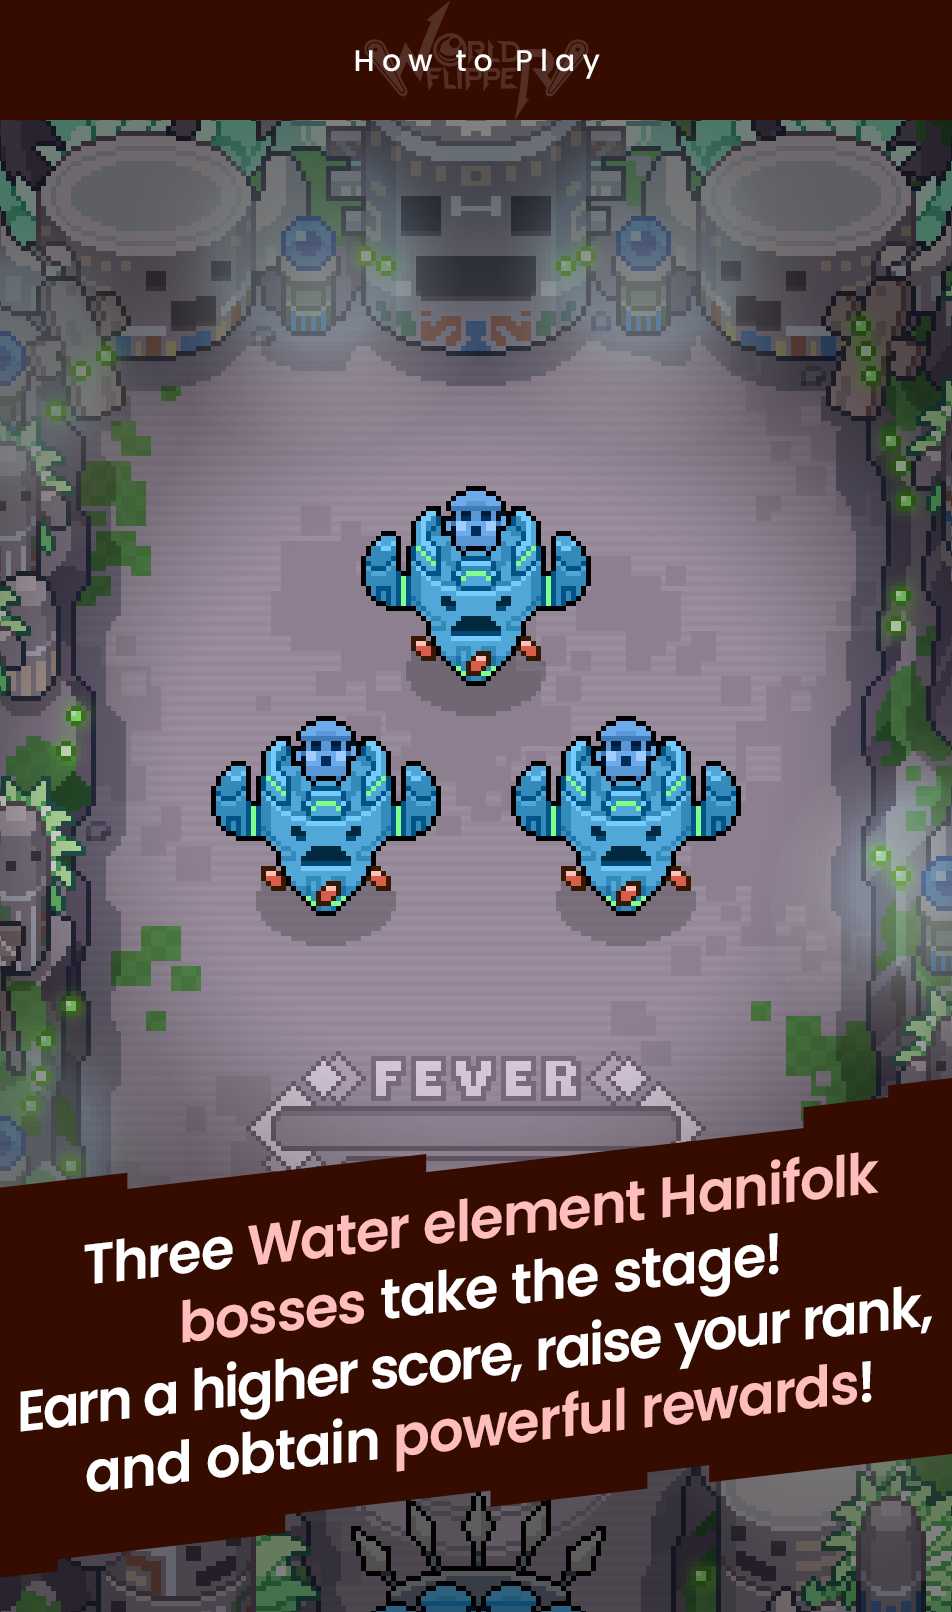 WORLD
FLIPPER
How to Play
FEVER
Three Water element Hanifolk
bosses take the stage!
Earn a higher score, raise your rank,
and obtain powerful rewards!